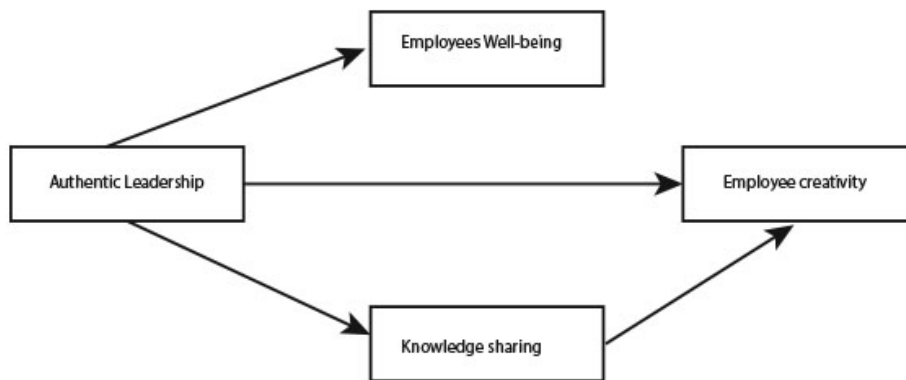 Employees Well-being
Authentic Leadership
Employee creativity
Knowledge sharing